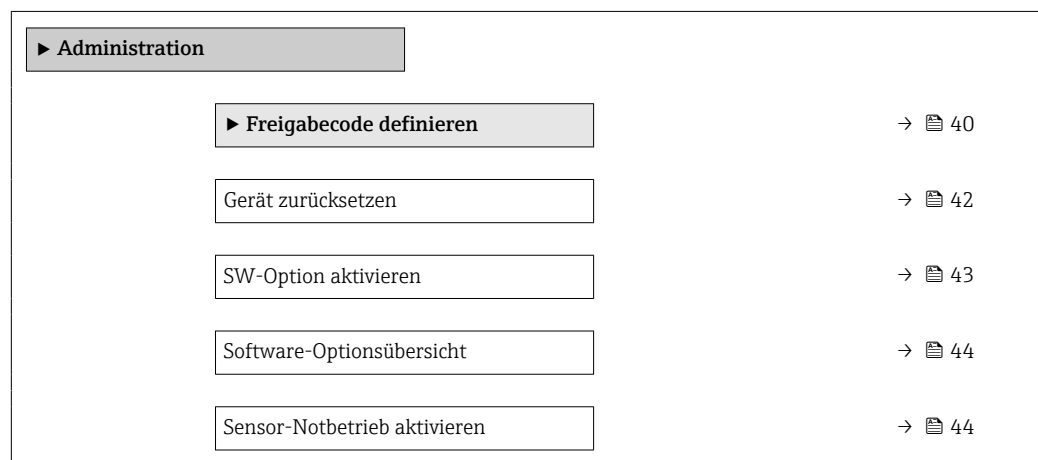 ▶ Administration
▶ Freigabecode definieren → 40
Gerät zurücksetzen → 42
SW-Option aktivieren → 43
Software-Optionsübersicht → 44
Sensor-Notbetrieb aktivieren → 44